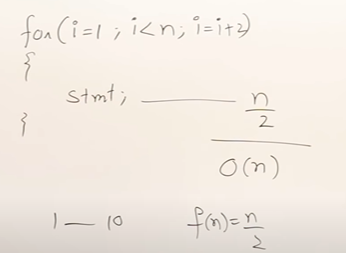 for(i=1 ; i<n; i=i+2)
{
stmt; ——— n/2
}
O(n)
1 — 10 f(n)=n/2